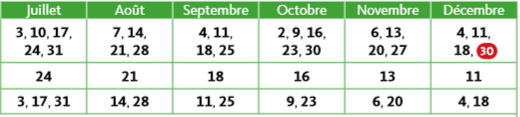 Juillet Août Septembre Octobre Novembre Décembre
3, 10, 17, 7, 14, 4, 11, 2, 9, 16, 6, 13, 4, 11,
24, 31 21, 28 18, 25 23, 30 20, 27 18, 30
24 21 18 16 13 11
3, 17, 31 14, 28 11, 25 9, 23 6, 20 4, 18